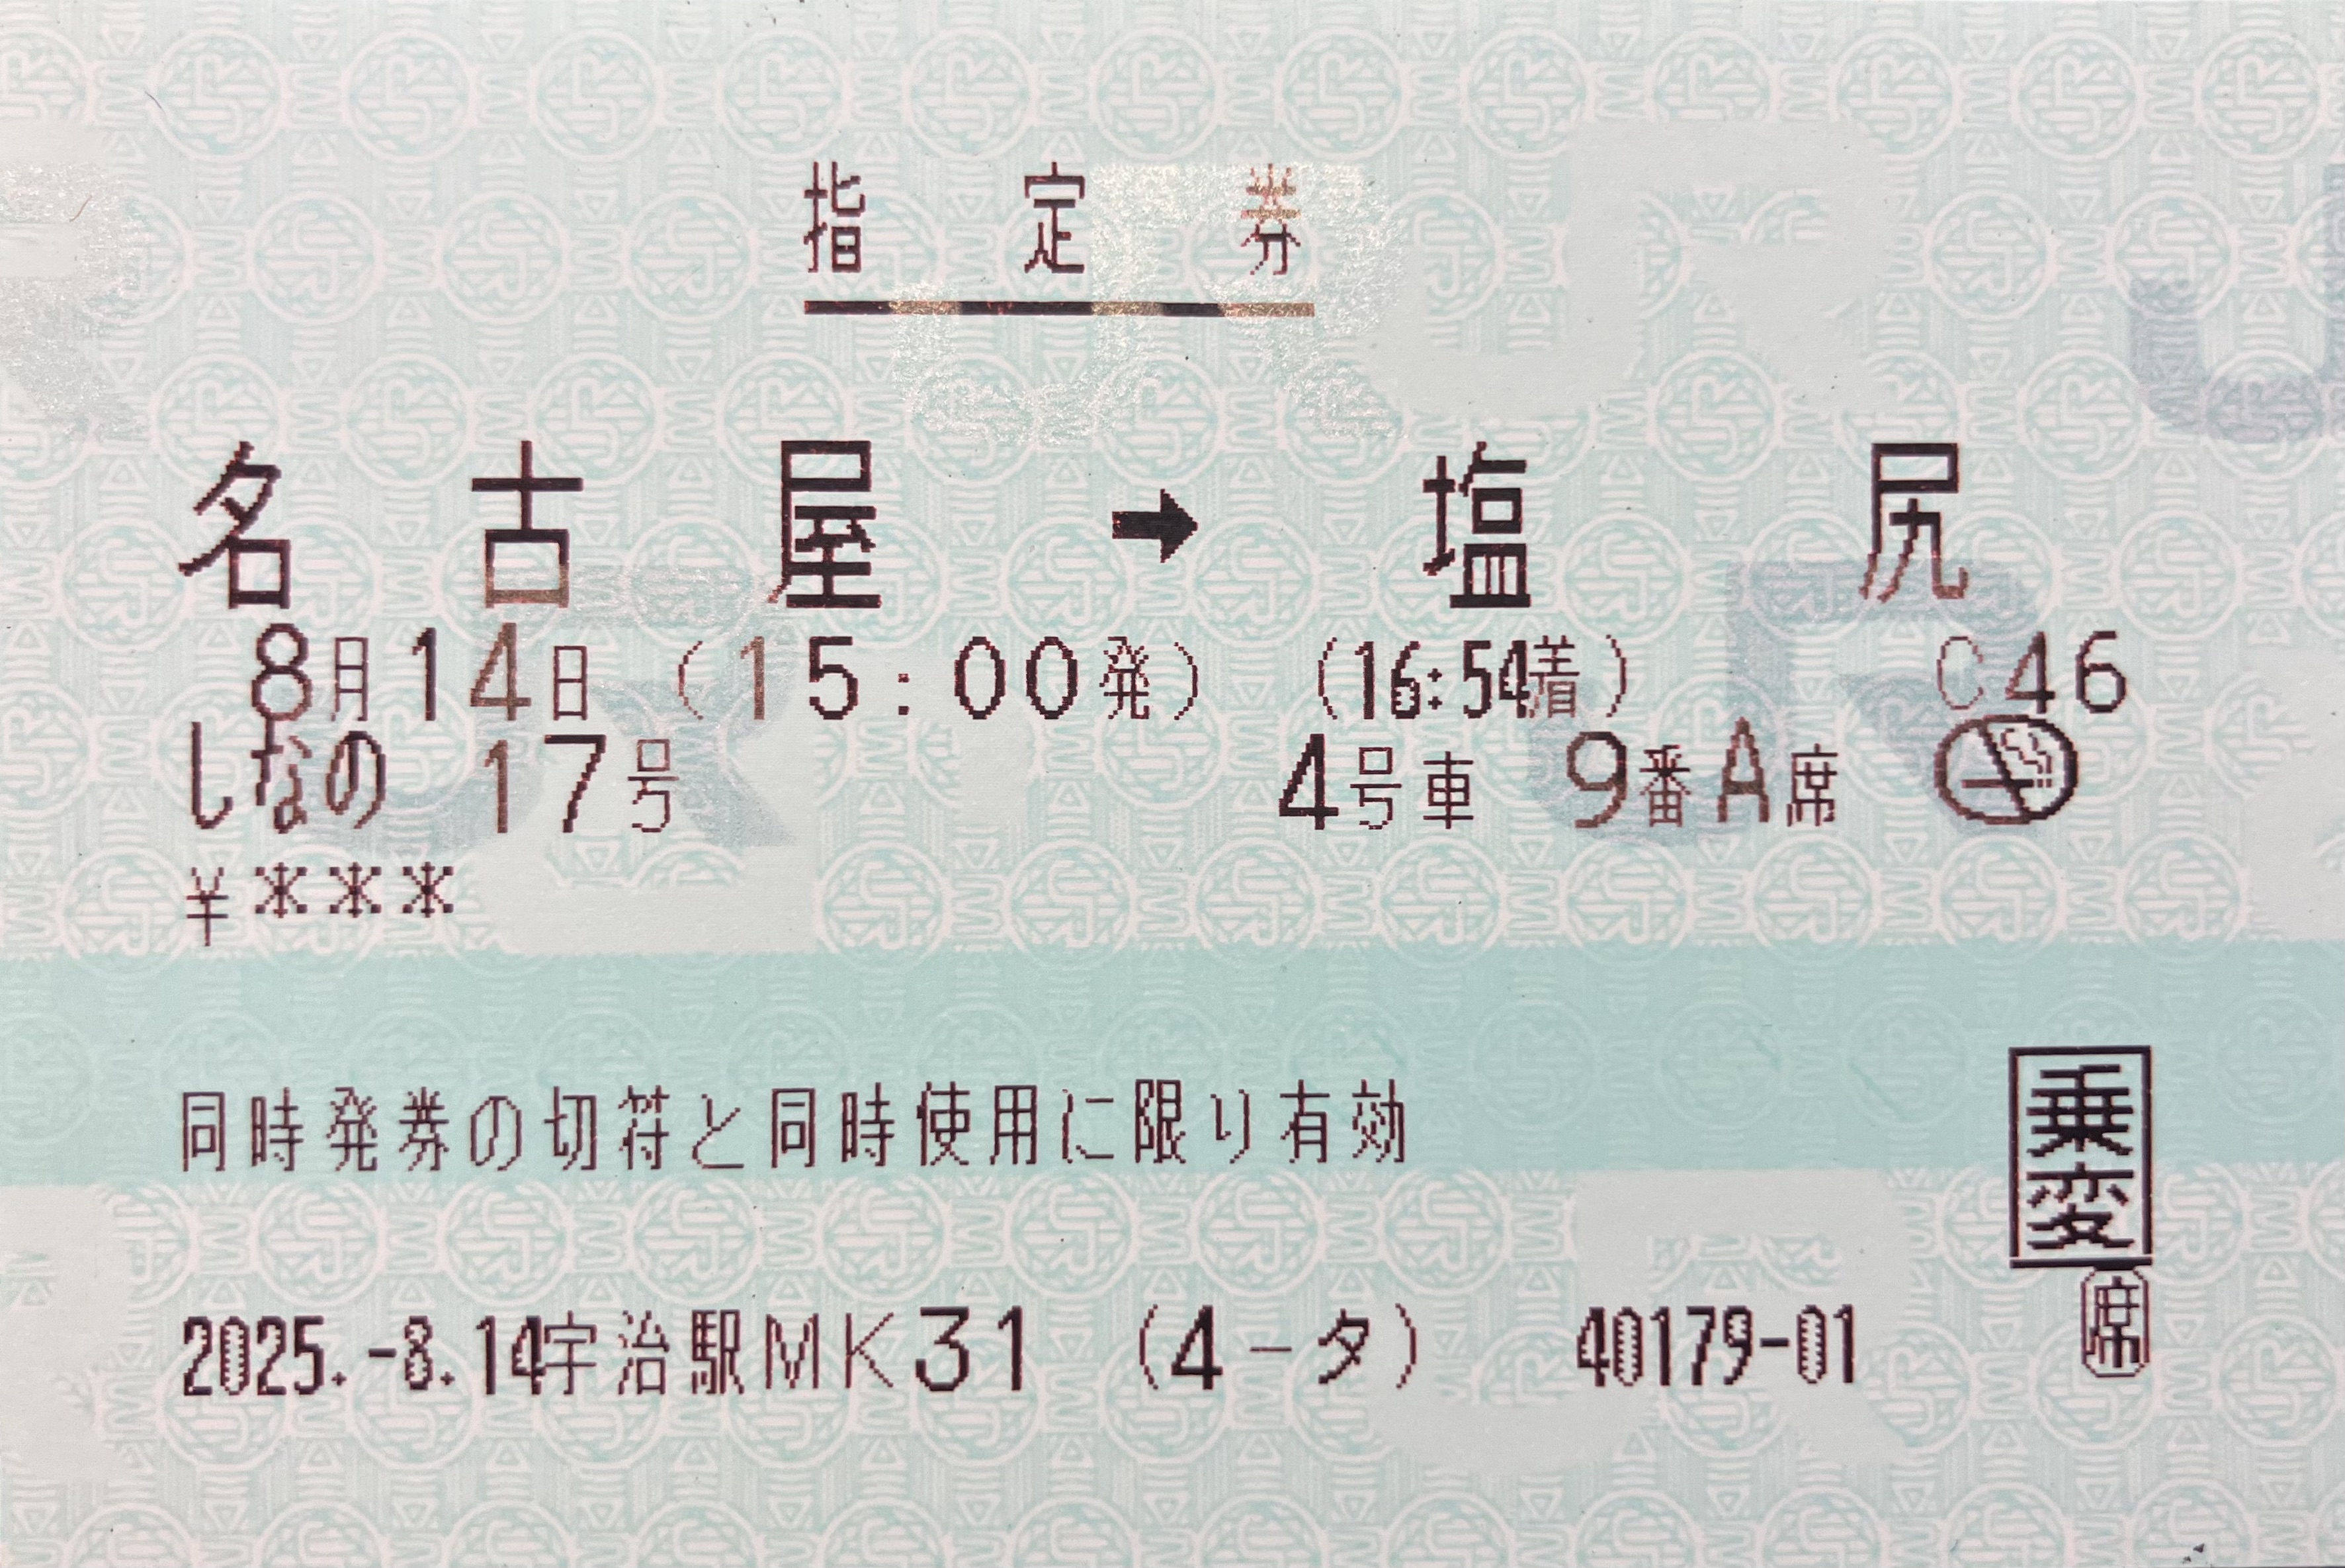 指定券
名古屋 → 塩尻
8月14日 (15:00発) (16:54着) C46
しなの 17号 4号車 9番A席
¥***
同時発券の切符と同時使用に限り有効
乗変
席
2025.-8.14宇治駅MK31 (4-タ) 40179-01